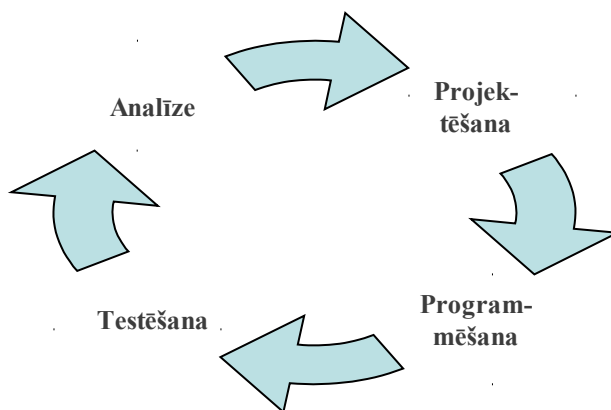 Analīze
Projek-
tēšana
Program-
mēšana
Testēšana